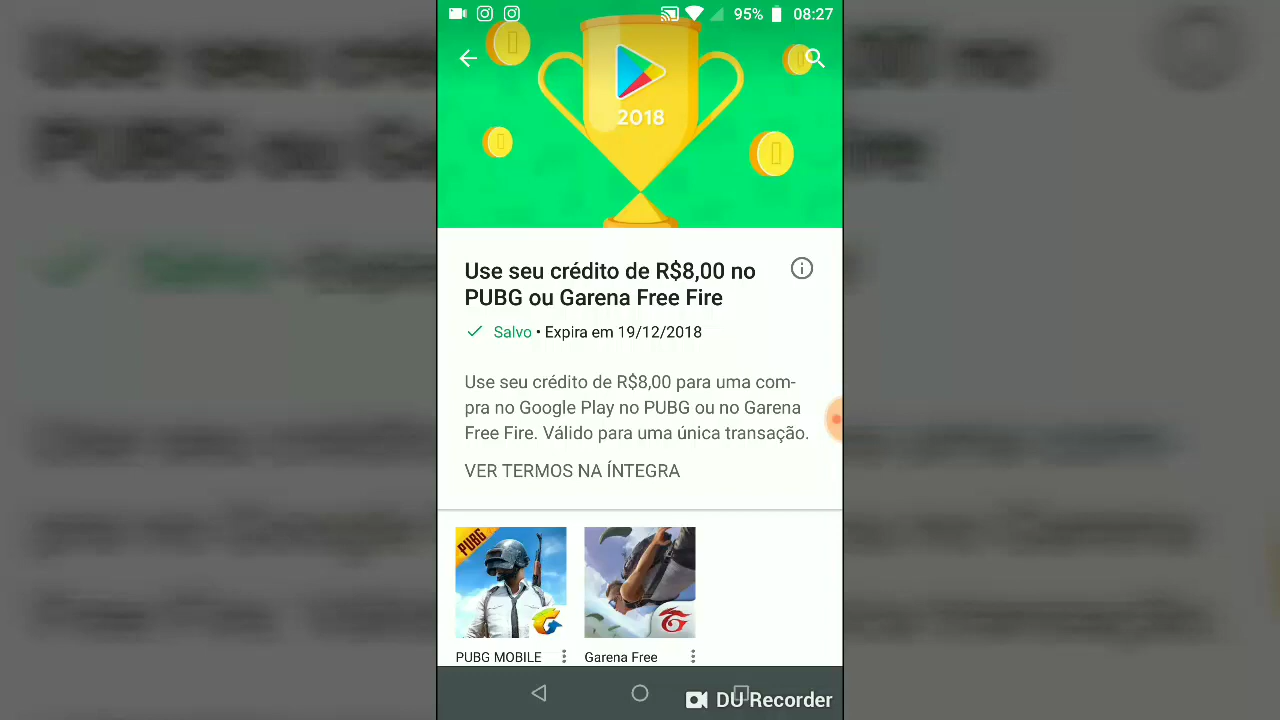 95% 08:27
2018
Use seu crédito de R$8,00 no
PUBG ou Garena Free Fire
Salvo • Expira em 19/12/2018
Use seu crédito de R$8,00 para uma com-
pra no Google Play no PUBG ou no Garena
Free Fire. Válido para uma única transação.
VER TERMOS NA ÍNTEGRA
PUBG
PUBG MOBILE
Garena Free
DU Recorder